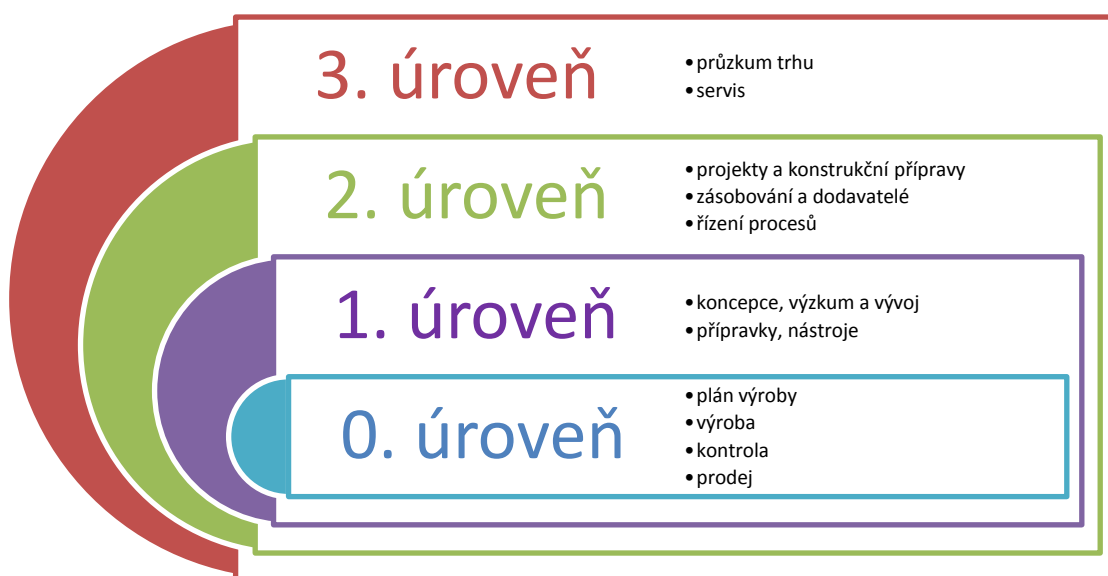 3. úroveň
•průzkum trhu
•servis
2. úroveň
•projekty a konstrukční přípravy
•zásobování a dodavatelé
•řízení procesů
1. úroveň
•koncepce, výzkum a vývoj
•přípravky, nástroje
0. úroveň
•plán výroby
•výroba
•kontrola
•prodej